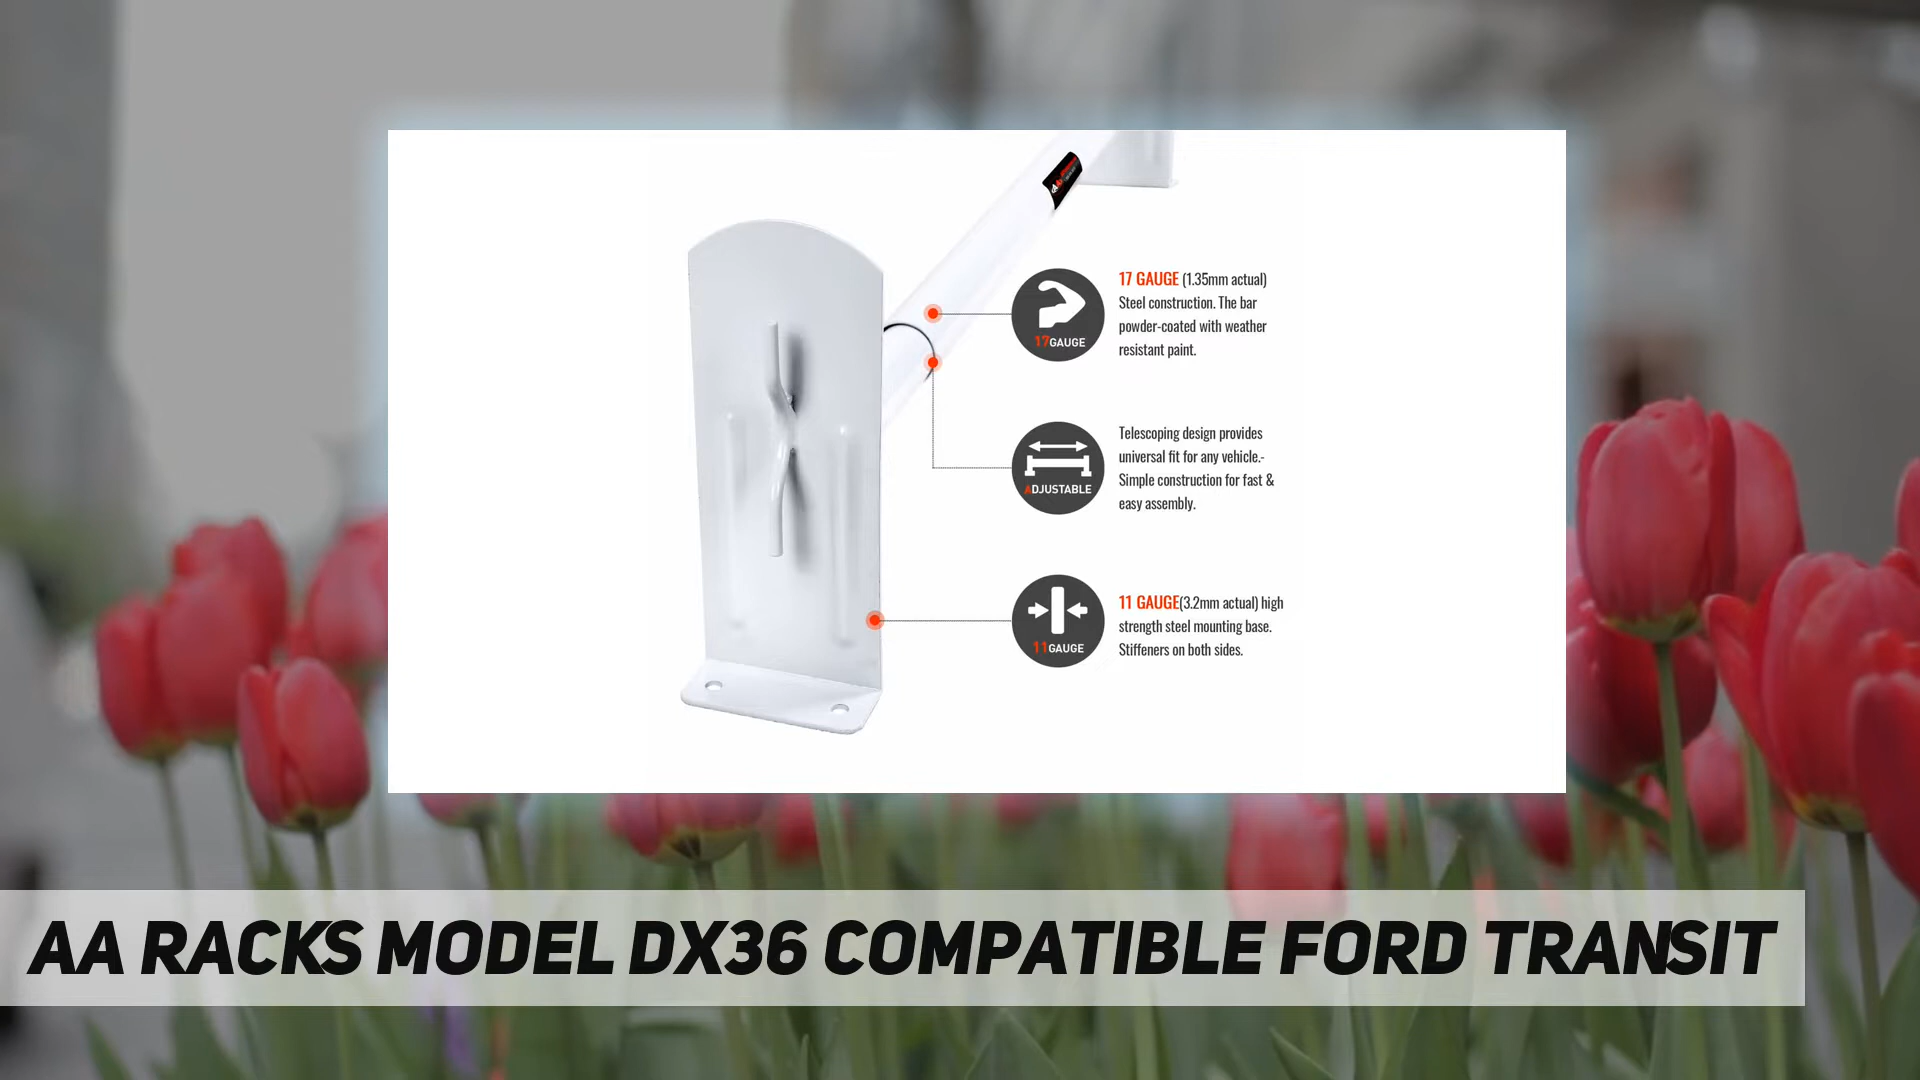 17 GAUGE (1.35mm actual)
Steel construction. The bar
powder-coated with weather
resistant paint.
17GAUGE
Telescoping design provides
universal fit for any vehicle.-
Simple construction for fast &
easy assembly.
ADJUSTABLE
11 GAUGE(3.2mm actual) high
strength steel mounting base.
Stiffeners on both sides.
11GAUGE
AA RACKS MODEL DX36 COMPATIBLE FORD TRANSIT